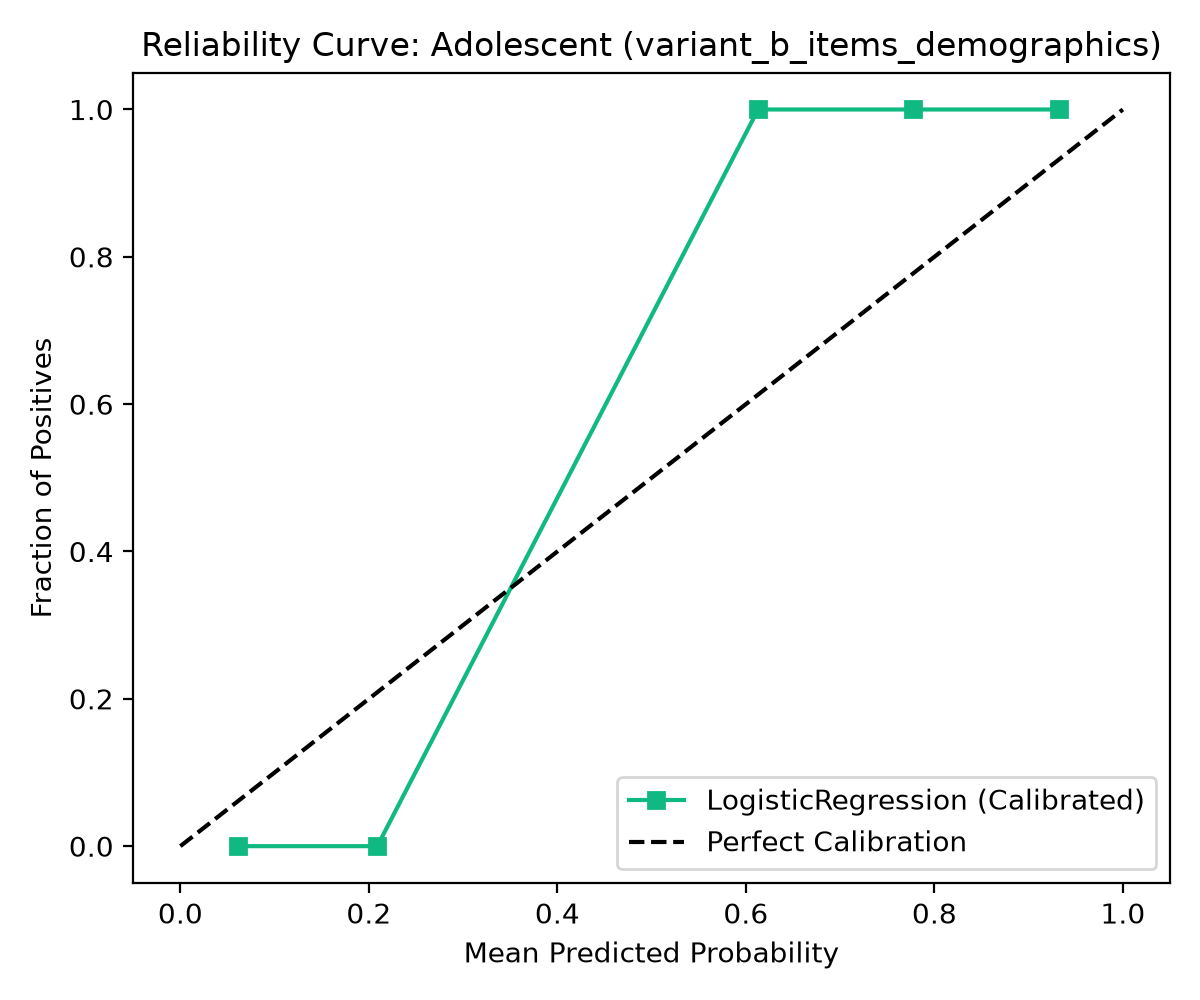 Reliability Curve: Adolescent (variant_b_items_demographics)
Fraction of Positives
1.0
0.8
0.6
0.4
0.2
0.0
LogisticRegression (Calibrated)
Perfect Calibration
0.0 0.2 0.4 0.6 0.8 1.0
Mean Predicted Probability